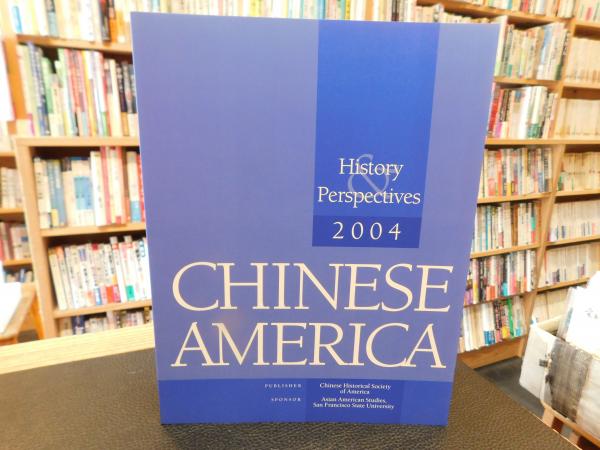 History
&
Perspectives
2004
CHINESE
AMERICA
PUBLISHER Chinese Historical Society
of America
SPONSOR Asian American Studies,
San Francisco State University